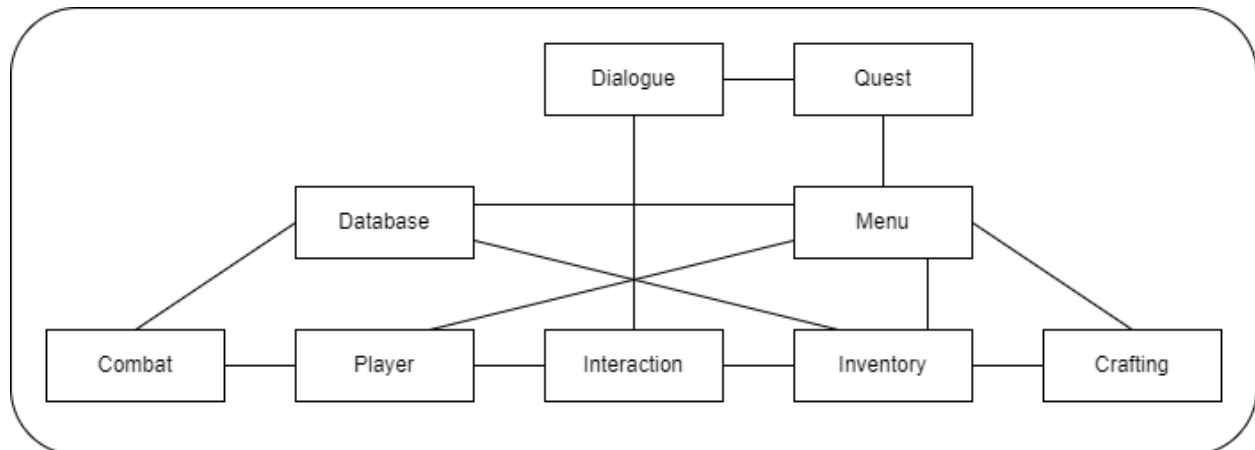 Dialogue
Quest
Database
Menu
Combat
Player
Interaction
Inventory
Crafting